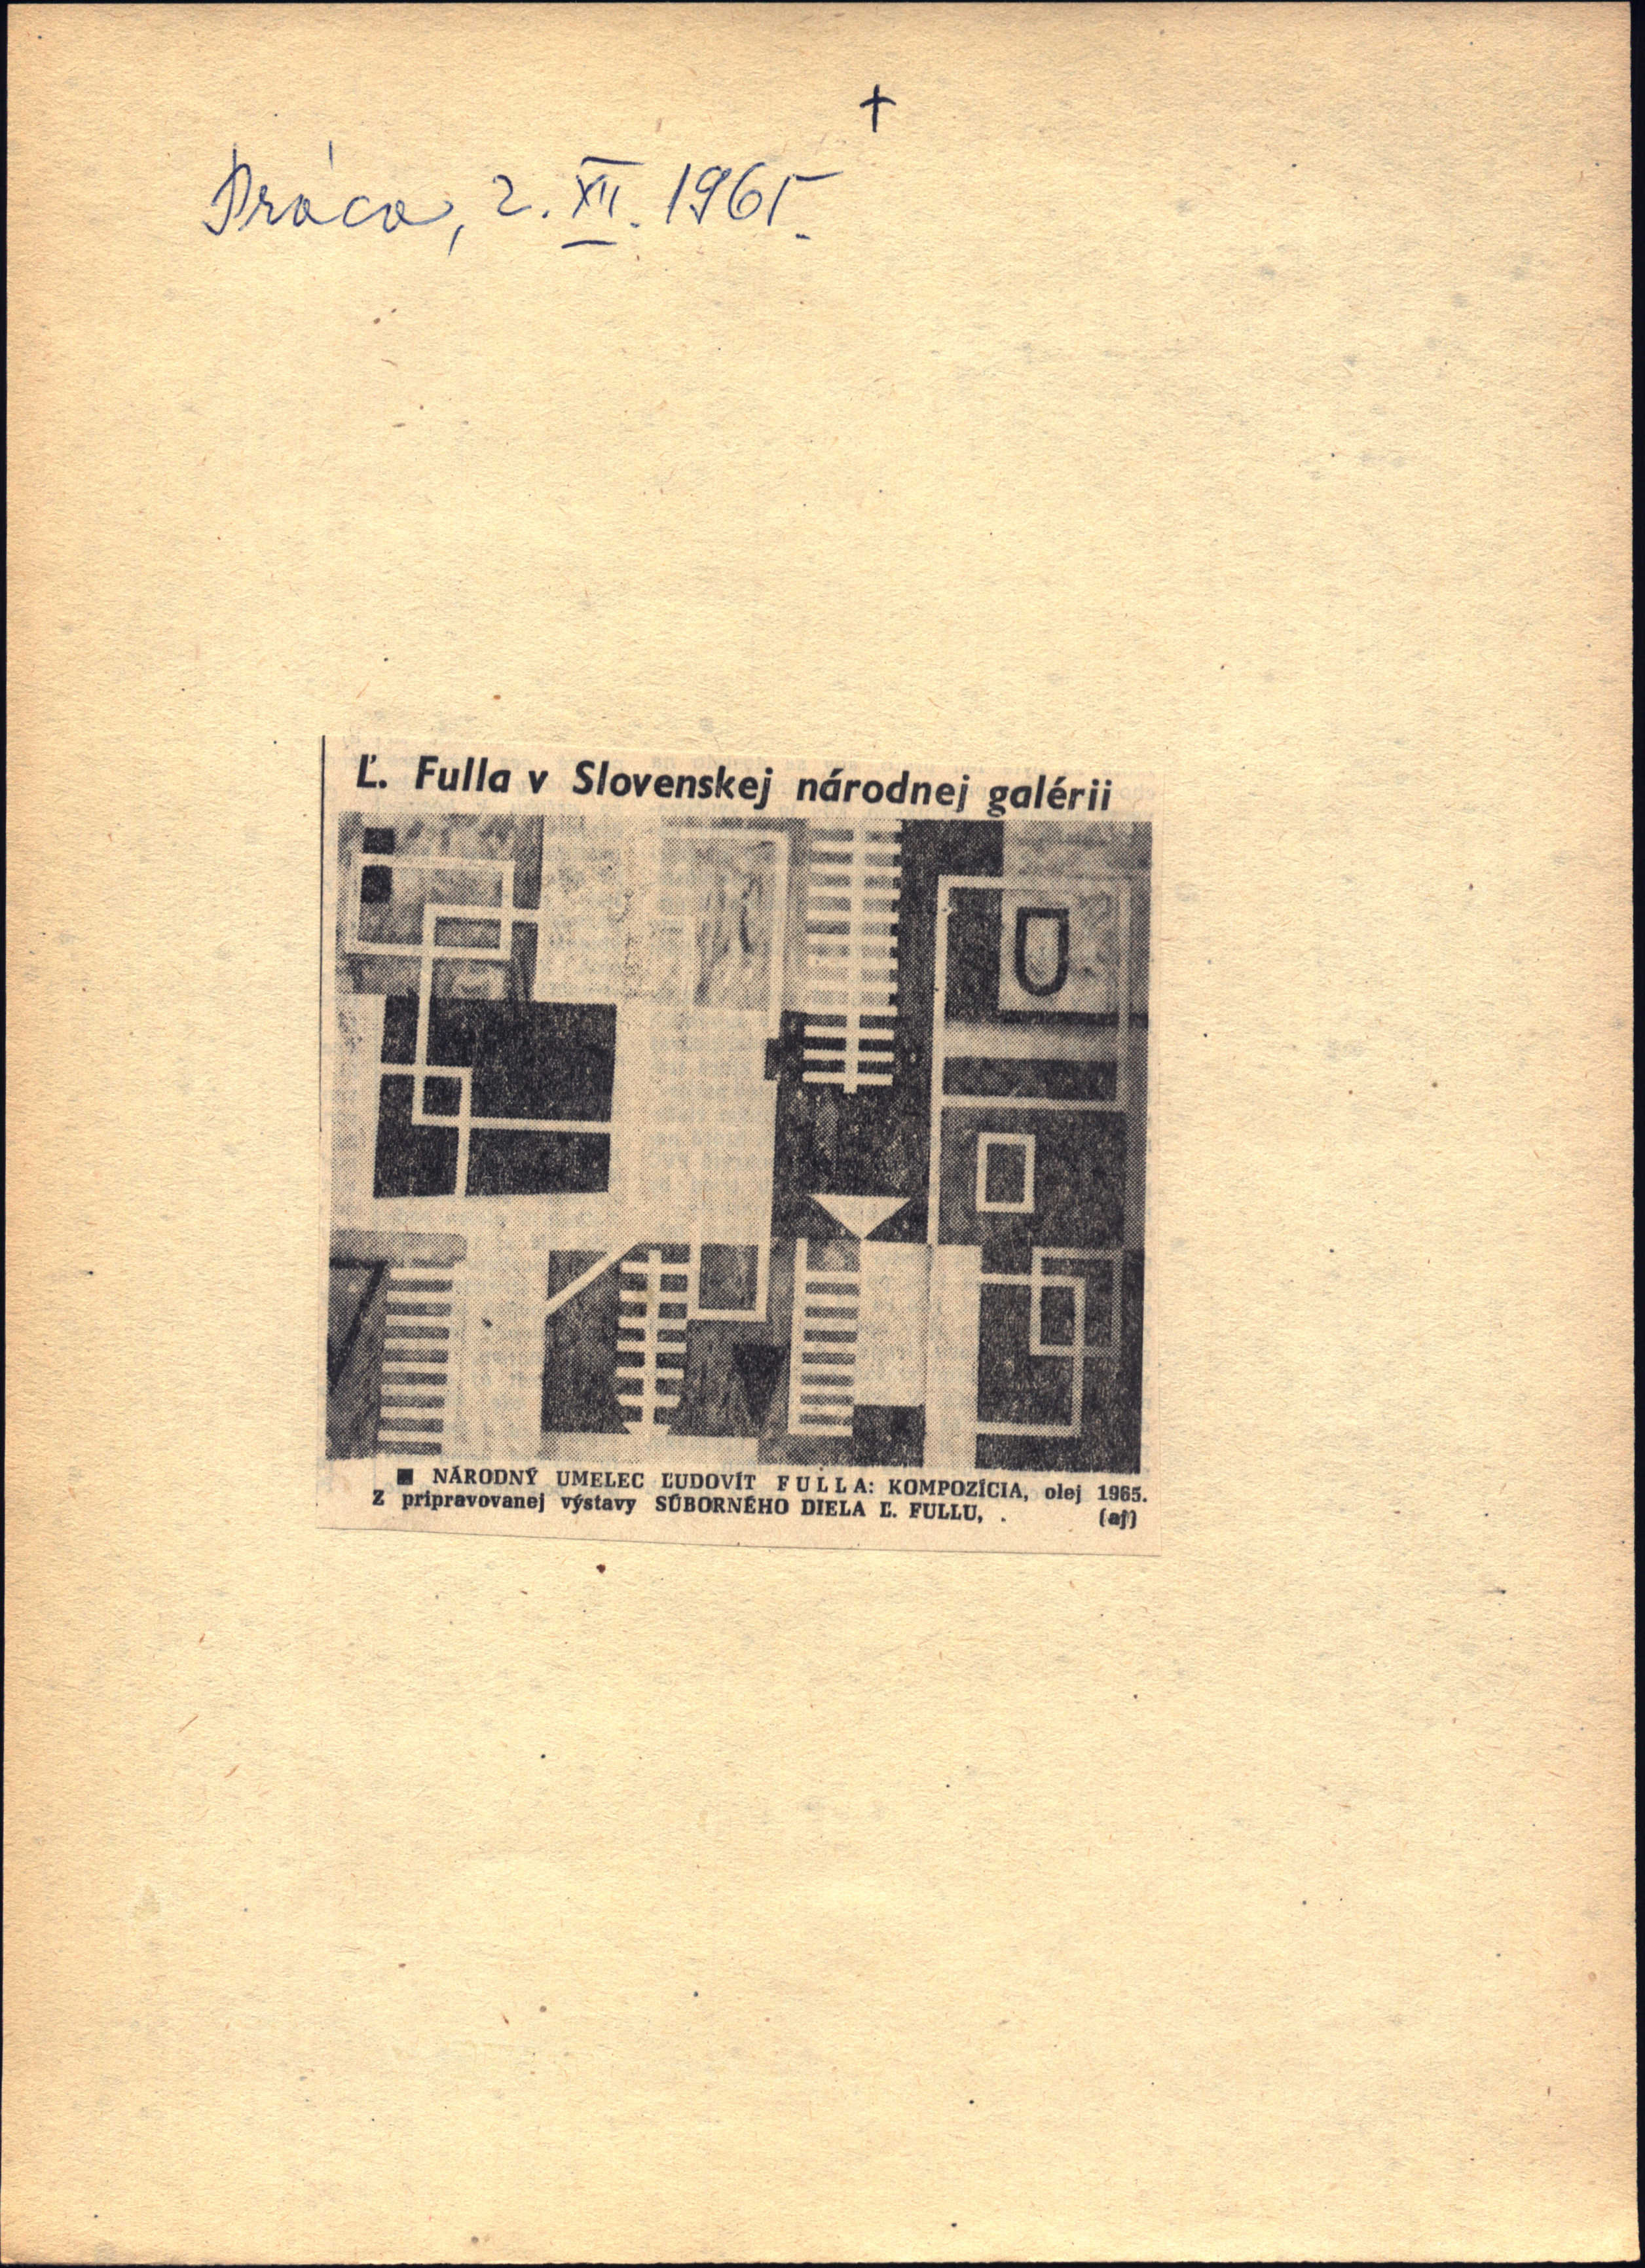 †
Práca, 2. XII. 1965.
Ľ. Fulla v Slovenskej národnej galérii
■ NÁRODNÝ UMELEC ĽUDOVÍT FULLA: KOMPOZÍCIA, olej 1965.
Z pripravovanej výstavy SÚBORNÉHO DIELA Ľ. FULLU, . (aj)